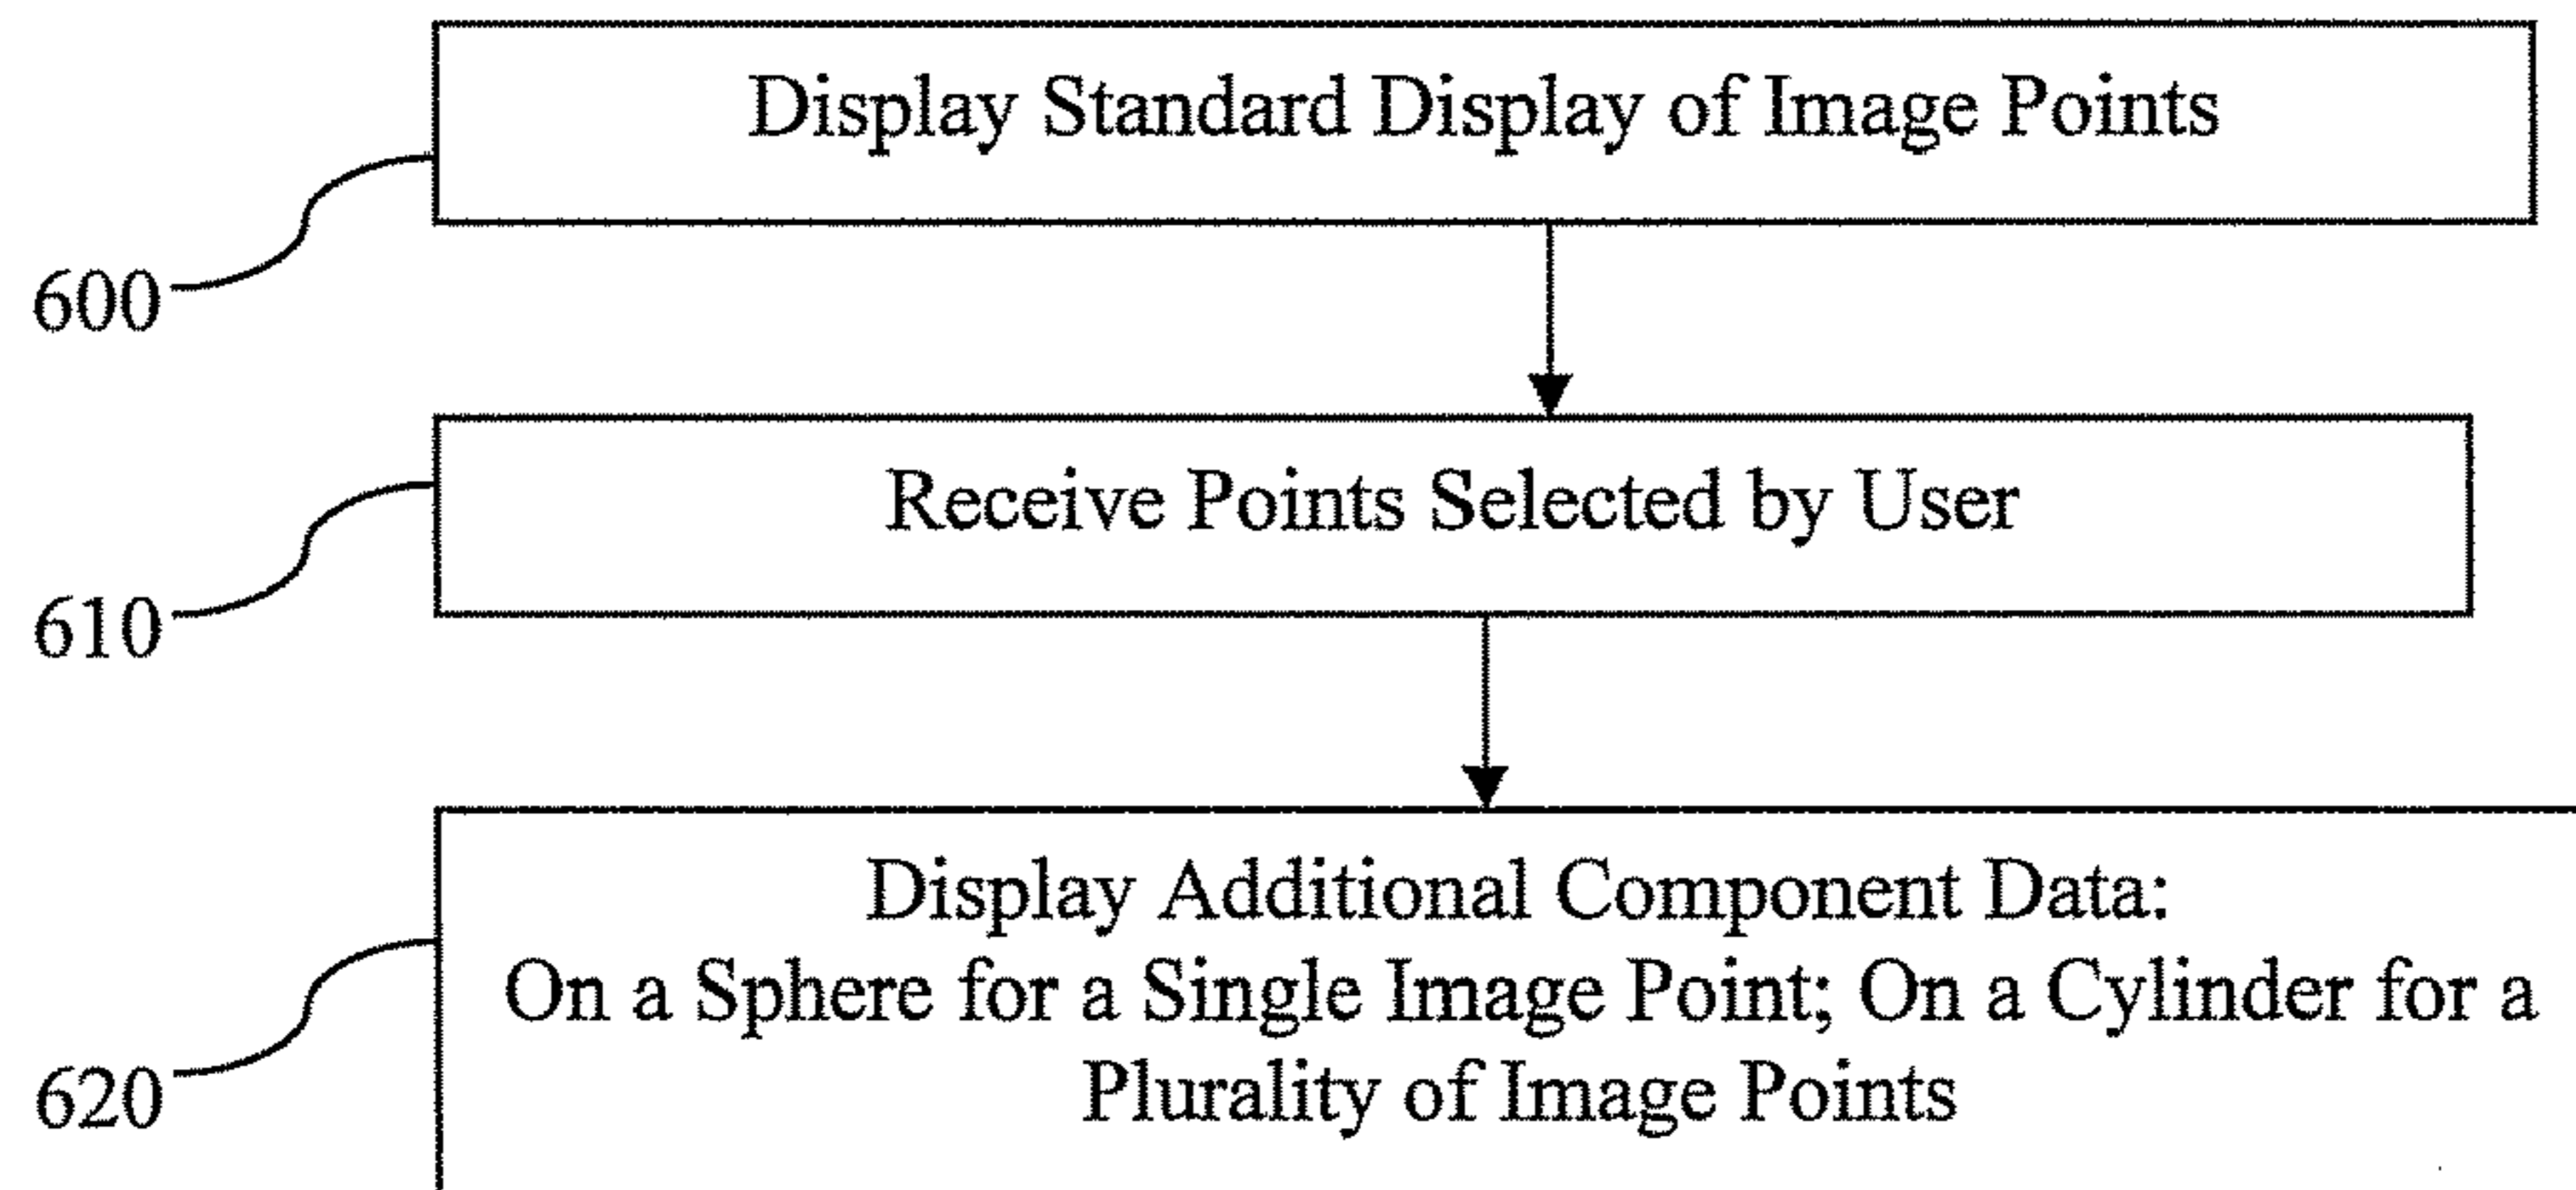 Display Standard Display of Image Points
600
Receive Points Selected by User
610
Display Additional Component Data:
On a Sphere for a Single Image Point; On a Cylinder for a
Plurality of Image Points
620